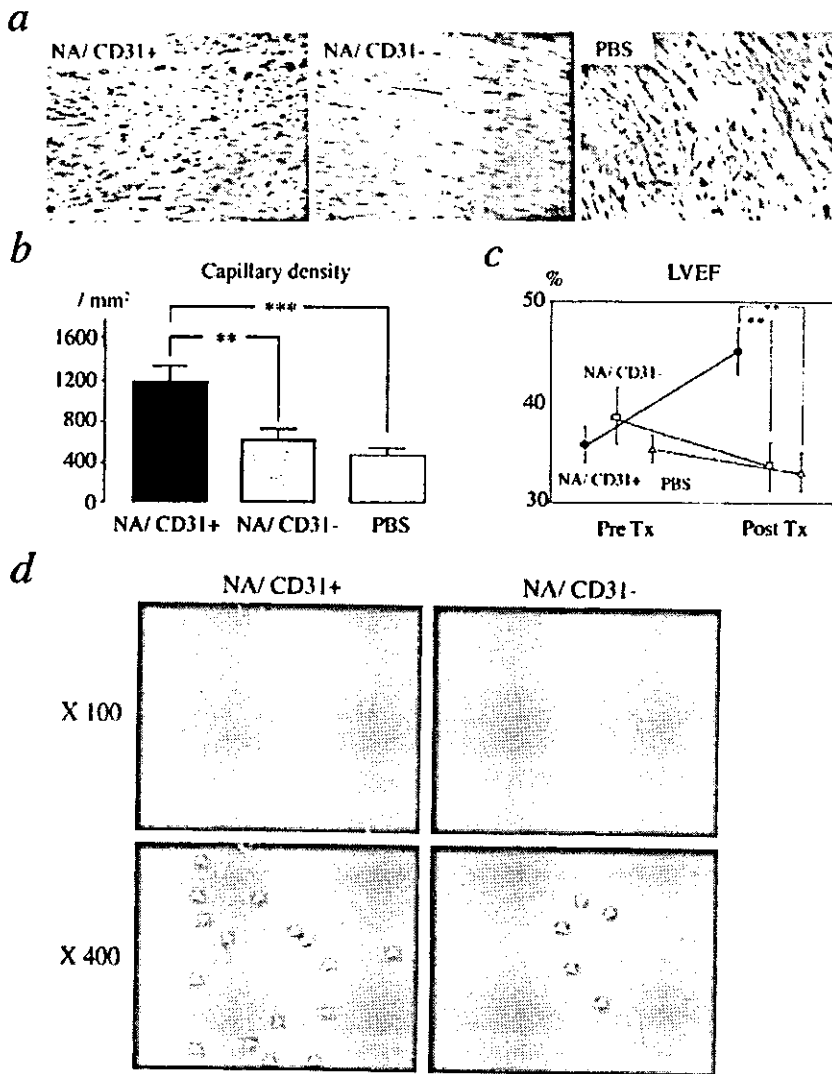 a
NA/ CD31+ NA/ CD31- PBS
b
Capillary density
/ mm²
***
**
1600
1200
800
400
0
NA/ CD31+ NA/ CD31- PBS
c
LVEF
%
50
40
30
**
**
NA/ CD31-
NA/ CD31+
PBS
Pre Tx Post Tx
d
NA/ CD31+ NA/ CD31-
X 100
X 400